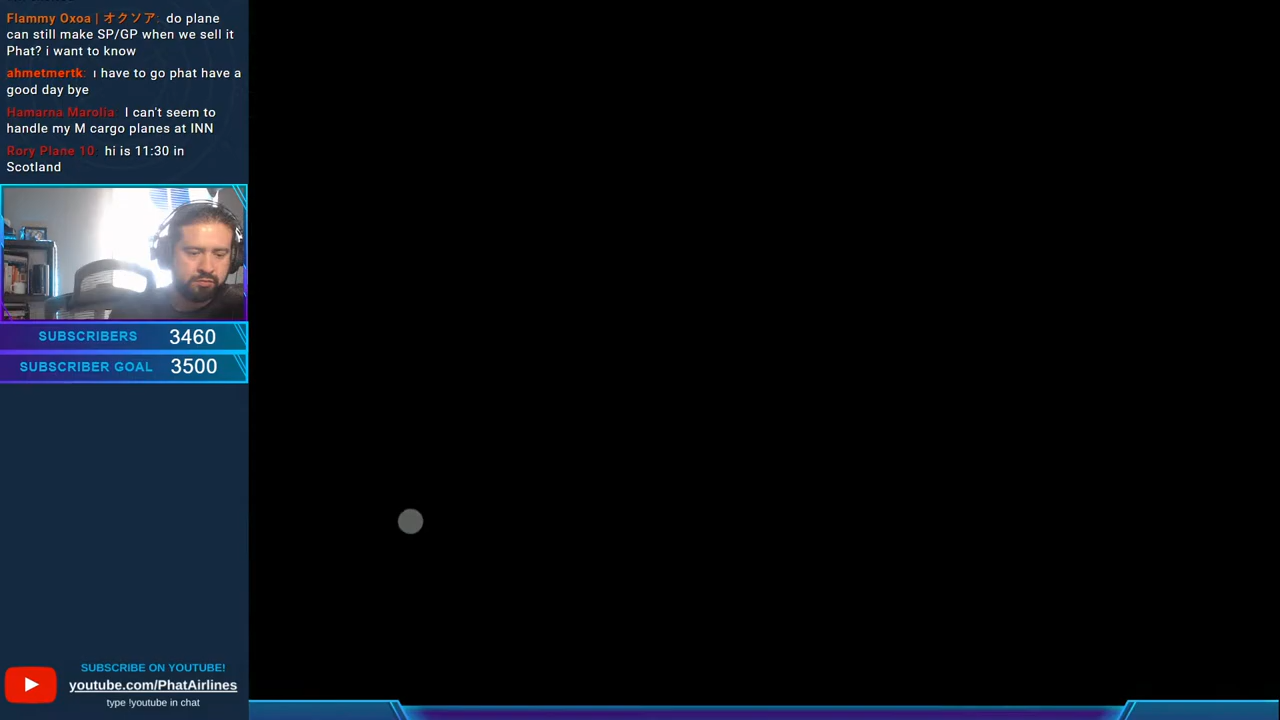 Flammy Oxoa | オクソア: do plane
can still make SP/GP when we sell it
Phat? i want to know
ahmetmertk: ı have to go phat have a
good day bye
Hamarna Marolia: I can't seem to
handle my M cargo planes at INN
Rory Plane 10: hi is 11:30 in
Scotland
SUBSCRIBERS 3460
SUBSCRIBER GOAL 3500
SUBSCRIBE ON YOUTUBE!
youtube.com/PhatAirlines
type !youtube in chat